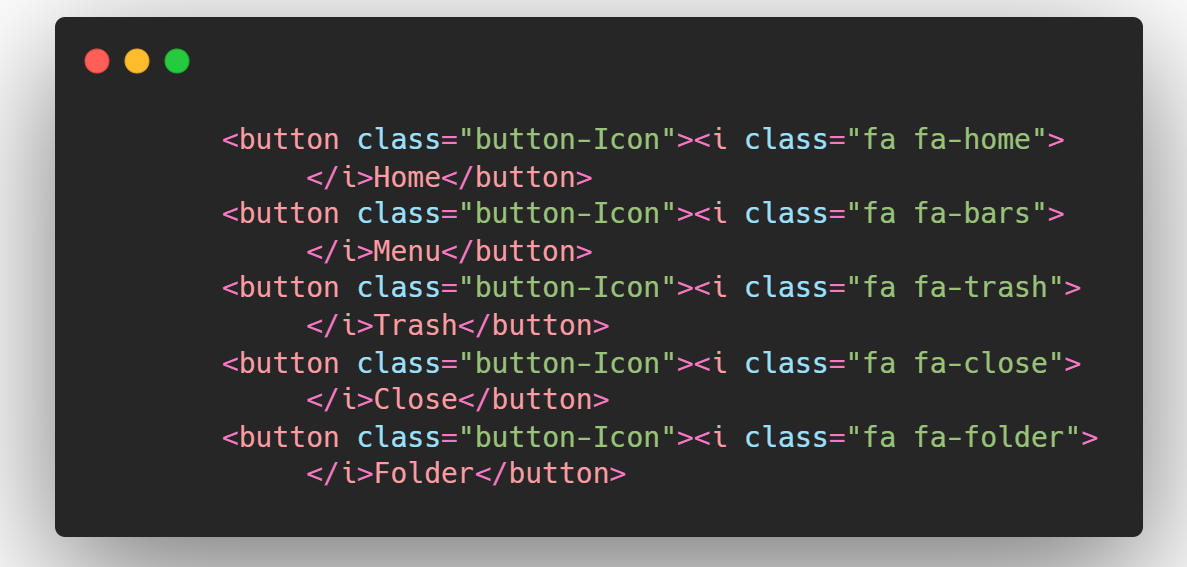 <button class="button-Icon"><i class="fa fa-home">
</i>Home</button>
<button class="button-Icon"><i class="fa fa-bars">
</i>Menu</button>
<button class="button-Icon"><i class="fa fa-trash">
</i>Trash</button>
<button class="button-Icon"><i class="fa fa-close">
</i>Close</button>
<button class="button-Icon"><i class="fa fa-folder">
</i>Folder</button>